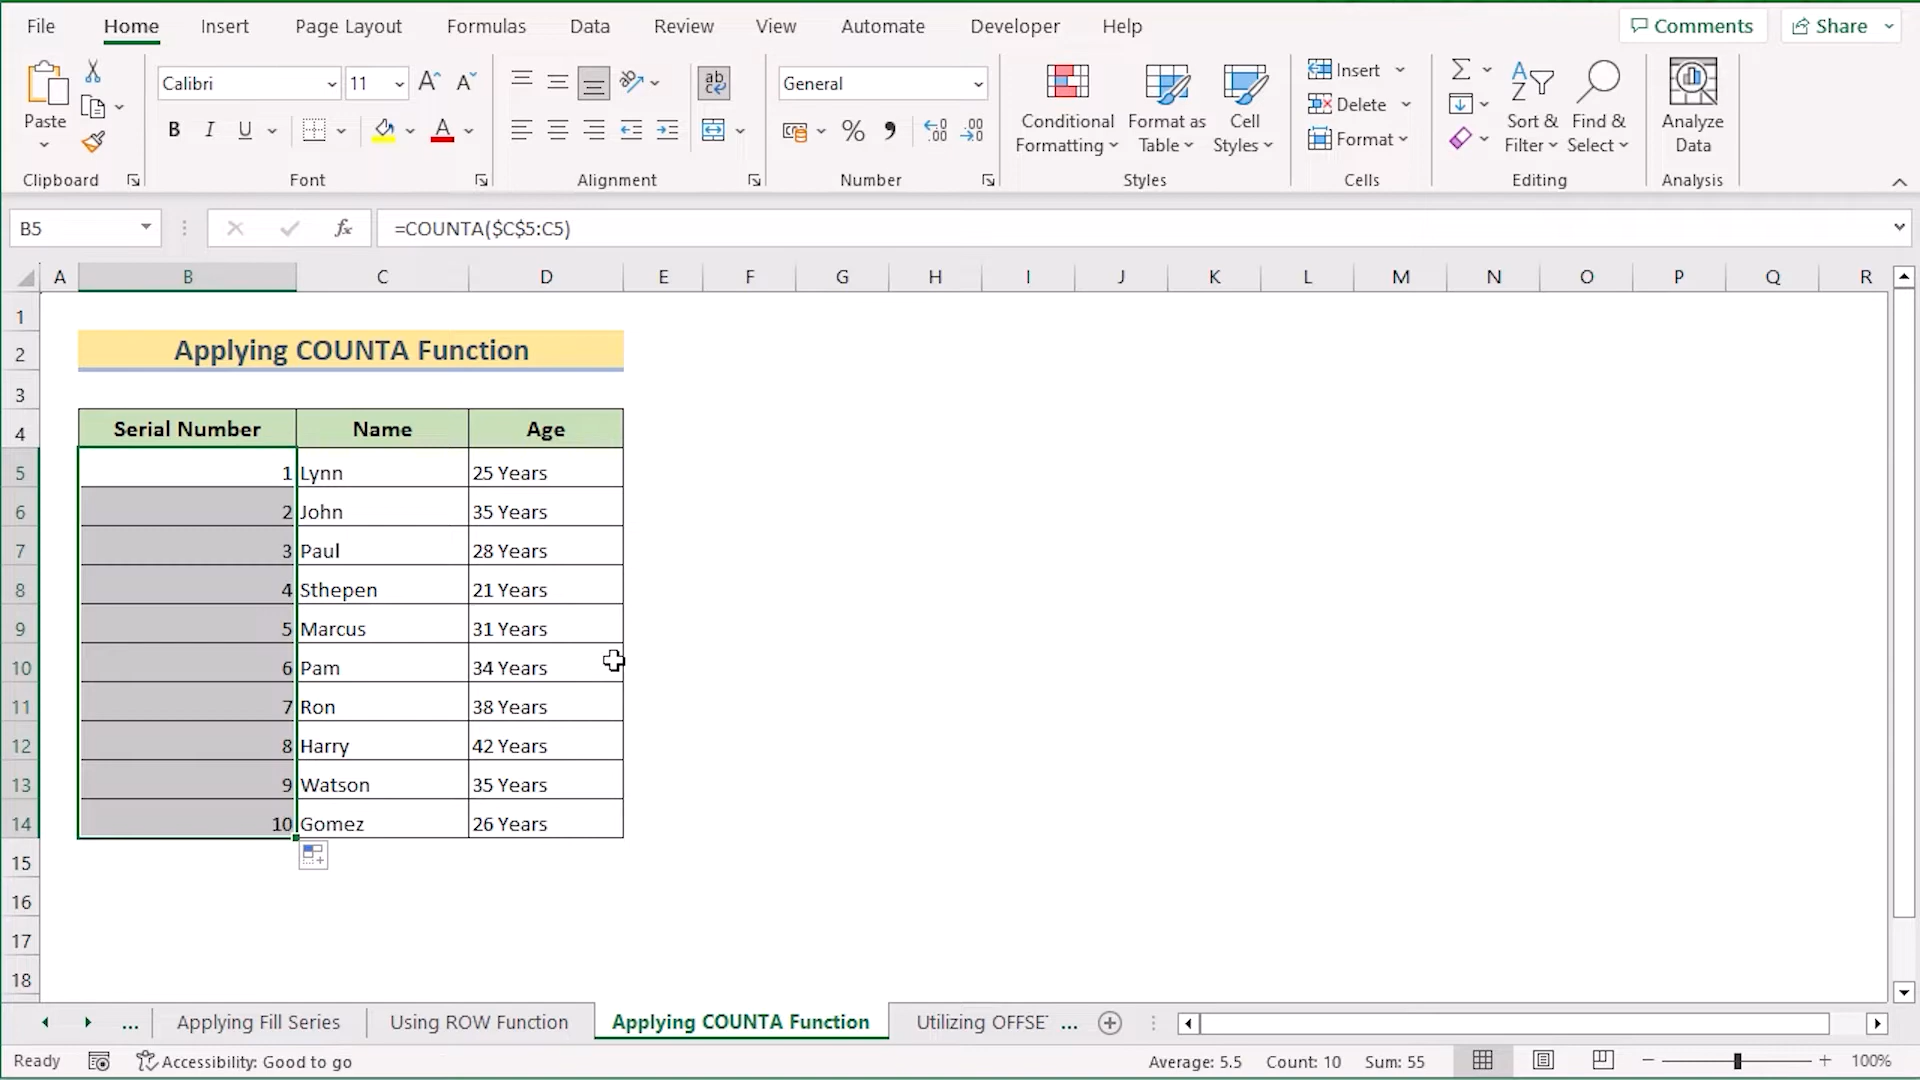 File Home Insert Page Layout Formulas Data Review View Automate Developer Help Comments Share
Calibri 11 General
Paste
Conditional Formatting
Format as Table
Cell Styles
Insert
Delete
Format
Sort & Filter
Find & Select
Analyze Data
Clipboard Font Alignment Number Styles Cells Editing Analysis
B5 fx =COUNTA($C$5:C5)
A B C D E F G H I J K L M N O P Q R
1
2 Applying COUNTA Function
3
4 Serial Number Name Age
5 1 Lynn 25 Years
6 2 John 35 Years
7 3 Paul 28 Years
8 4 Sthepen 21 Years
9 5 Marcus 31 Years
10 6 Pam 34 Years
11 7 Ron 38 Years
12 8 Harry 42 Years
13 9 Watson 35 Years
14 10 Gomez 26 Years
15
16
17
18
... Applying Fill Series Using ROW Function Applying COUNTA Function Utilizing OFFSET ...
Ready Accessibility: Good to go Average: 5.5 Count: 10 Sum: 55 100%